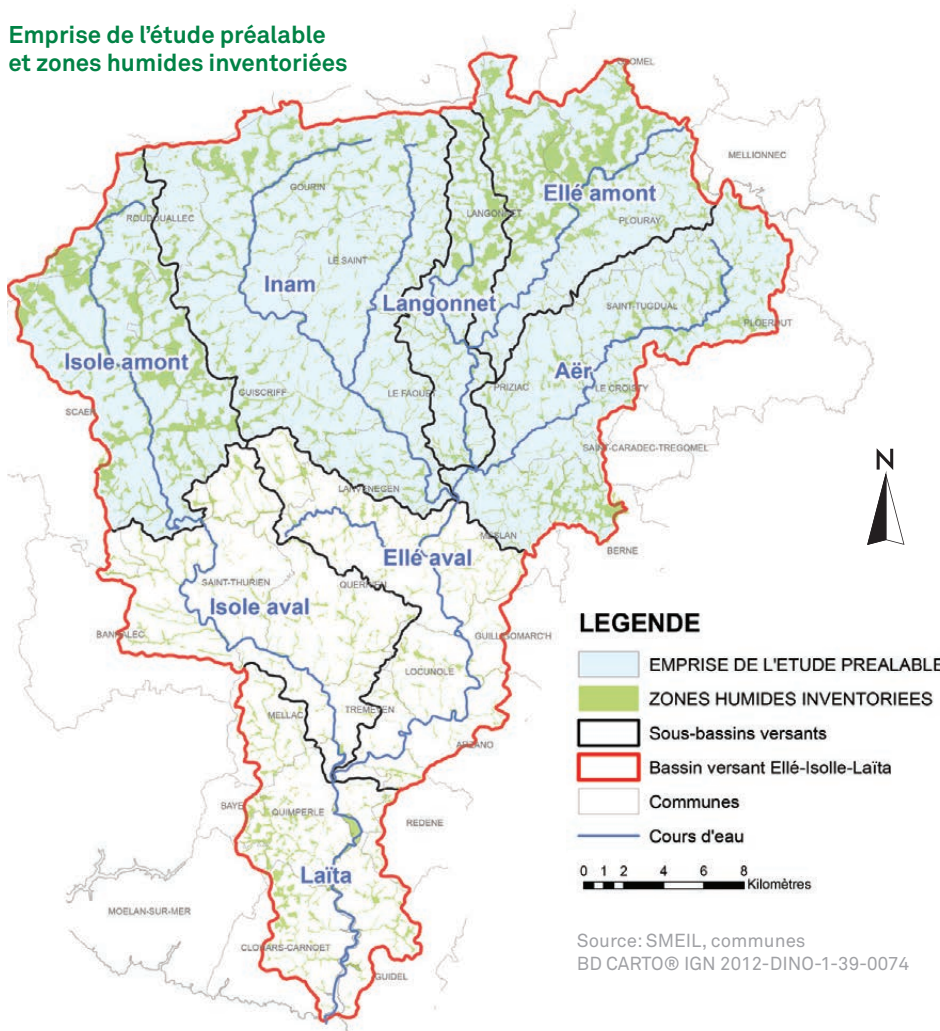 Emprise de l'étude préalable
et zones humides inventoriées
MELLIONNEC
Ellé amont
GOURIN
PLOURAY
LANGONNET
ROUDOUALLEC
LE SAINT
Inam
Langonnet
SAINT-TUGDUAL
PLOERDUT
Isole amont
Aër
PRIZIAC
LE CROISTY
GUISCRIFF
LE FAOUET
SCAER
SAINT-CARADEC-TREGOMEL
N
LANVENEGEN
MESLAN
BERNE
Ellé aval
SAINT-THURIEN
QUERRIEN
Isole aval
BANNALEC
GUILLIGOMARC'H
LOCUNOLE
TREMEVEN
MELLAC
ARZANO
BAYE
QUIMPERLE
REDENE
Laïta
MOELAN-SUR-MER
CLOHARS-CARNOET
GUIDEL
LEGENDE
EMPRISE DE L'ETUDE PREALABLE
ZONES HUMIDES INVENTORIEES
Sous-bassins versants
Bassin versant Ellé-Isolle-Laïta
Communes
Cours d'eau
0 1 2 4 6 8
Kilomètres
Source: SMEIL, communes
BD CARTO® IGN 2012-DINO-1-39-0074